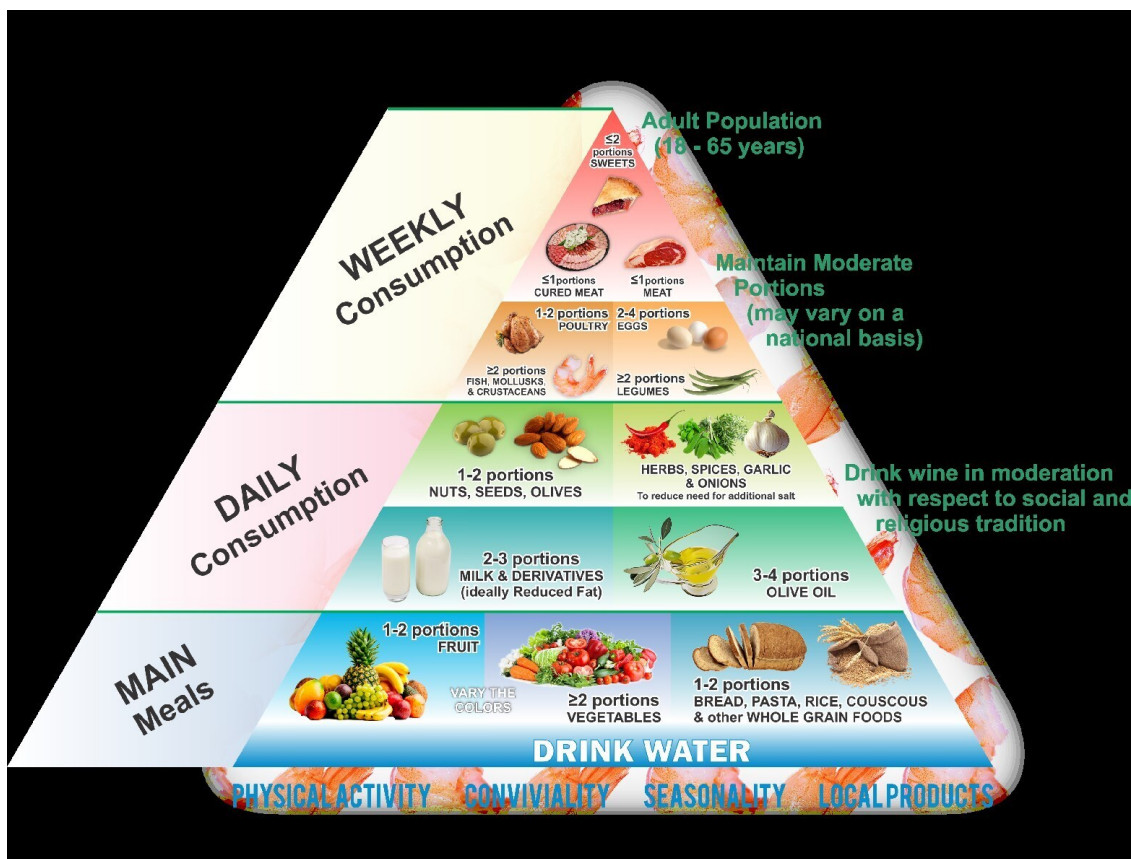 Adult Population
(18 - 65 years)
≤2
portions
SWEETS
WEEKLY
Consumption
≤1portions
CURED MEAT
≤1portions
MEAT
Maintain Moderate
Portions
(may vary on a
national basis)
1-2 portions
POULTRY
2-4 portions
EGGS
≥2 portions
FISH, MOLLUSKS,
& CRUSTACEANS
≥2 portions
LEGUMES
DAILY
Consumption
1-2 portions
NUTS, SEEDS, OLIVES
HERBS, SPICES, GARLIC
& ONIONS
To reduce need for additional salt
Drink wine in moderation
with respect to social and
religious tradition
2-3 portions
MILK & DERIVATIVES
(ideally Reduced Fat)
3-4 portions
OLIVE OIL
MAIN
Meals
1-2 portions
FRUIT
VARY THE
COLORS
≥2 portions
VEGETABLES
1-2 portions
BREAD, PASTA, RICE, COUSCOUS
& other WHOLE GRAIN FOODS
DRINK WATER
PHYSICAL ACTIVITY CONVIVIALITY SEASONALITY LOCAL PRODUCTS